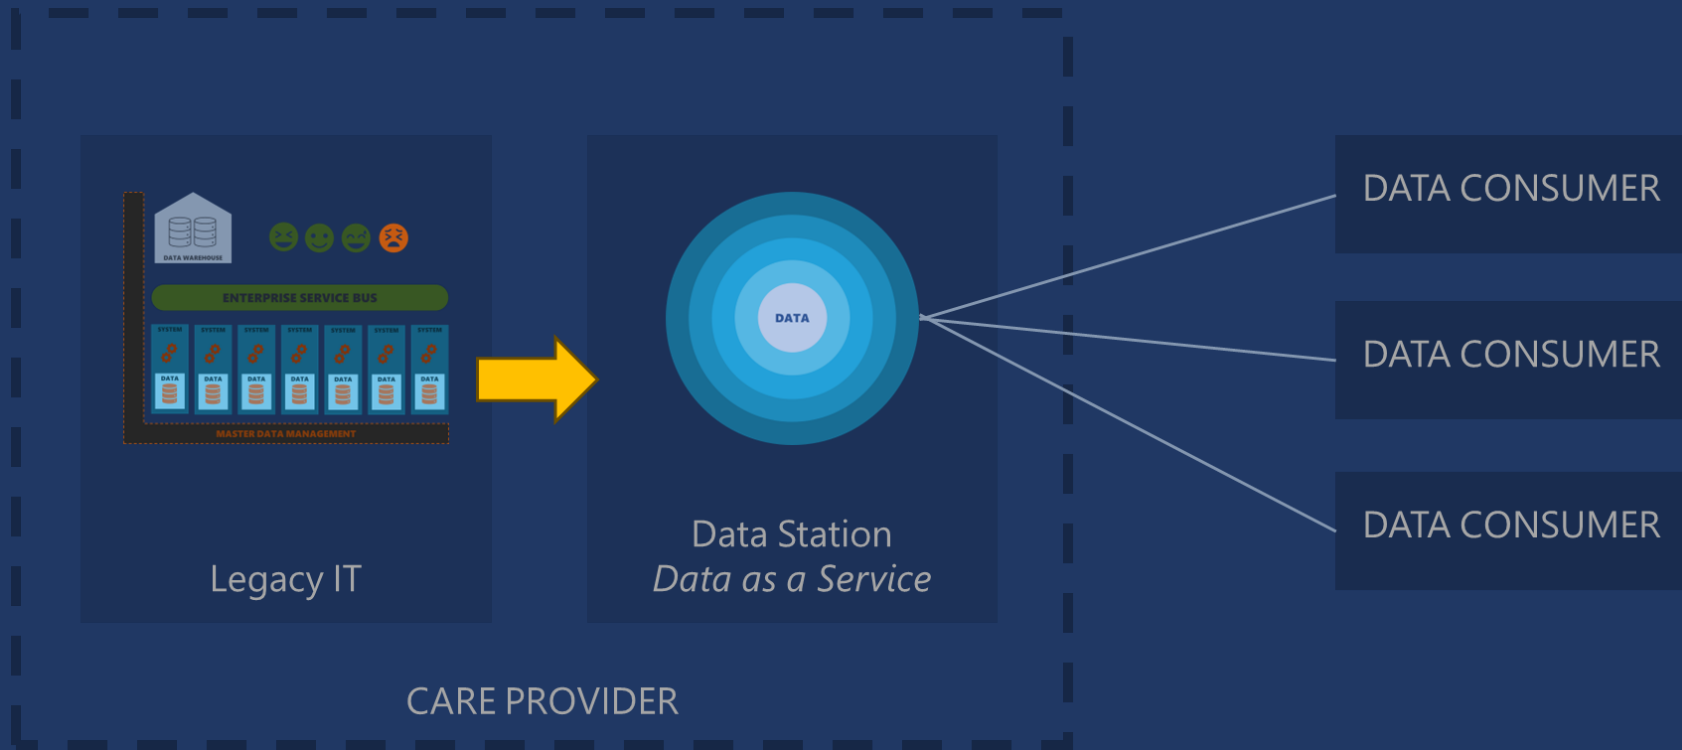 DATA WAREHOUSE
ENTERPRISE SERVICE BUS
SYSTEM SYSTEM SYSTEM SYSTEM SYSTEM SYSTEM SYSTEM
DATA DATA DATA DATA DATA DATA DATA
MASTER DATA MANAGEMENT
Legacy IT
DATA
Data Station
Data as a Service
CARE PROVIDER
DATA CONSUMER
DATA CONSUMER
DATA CONSUMER